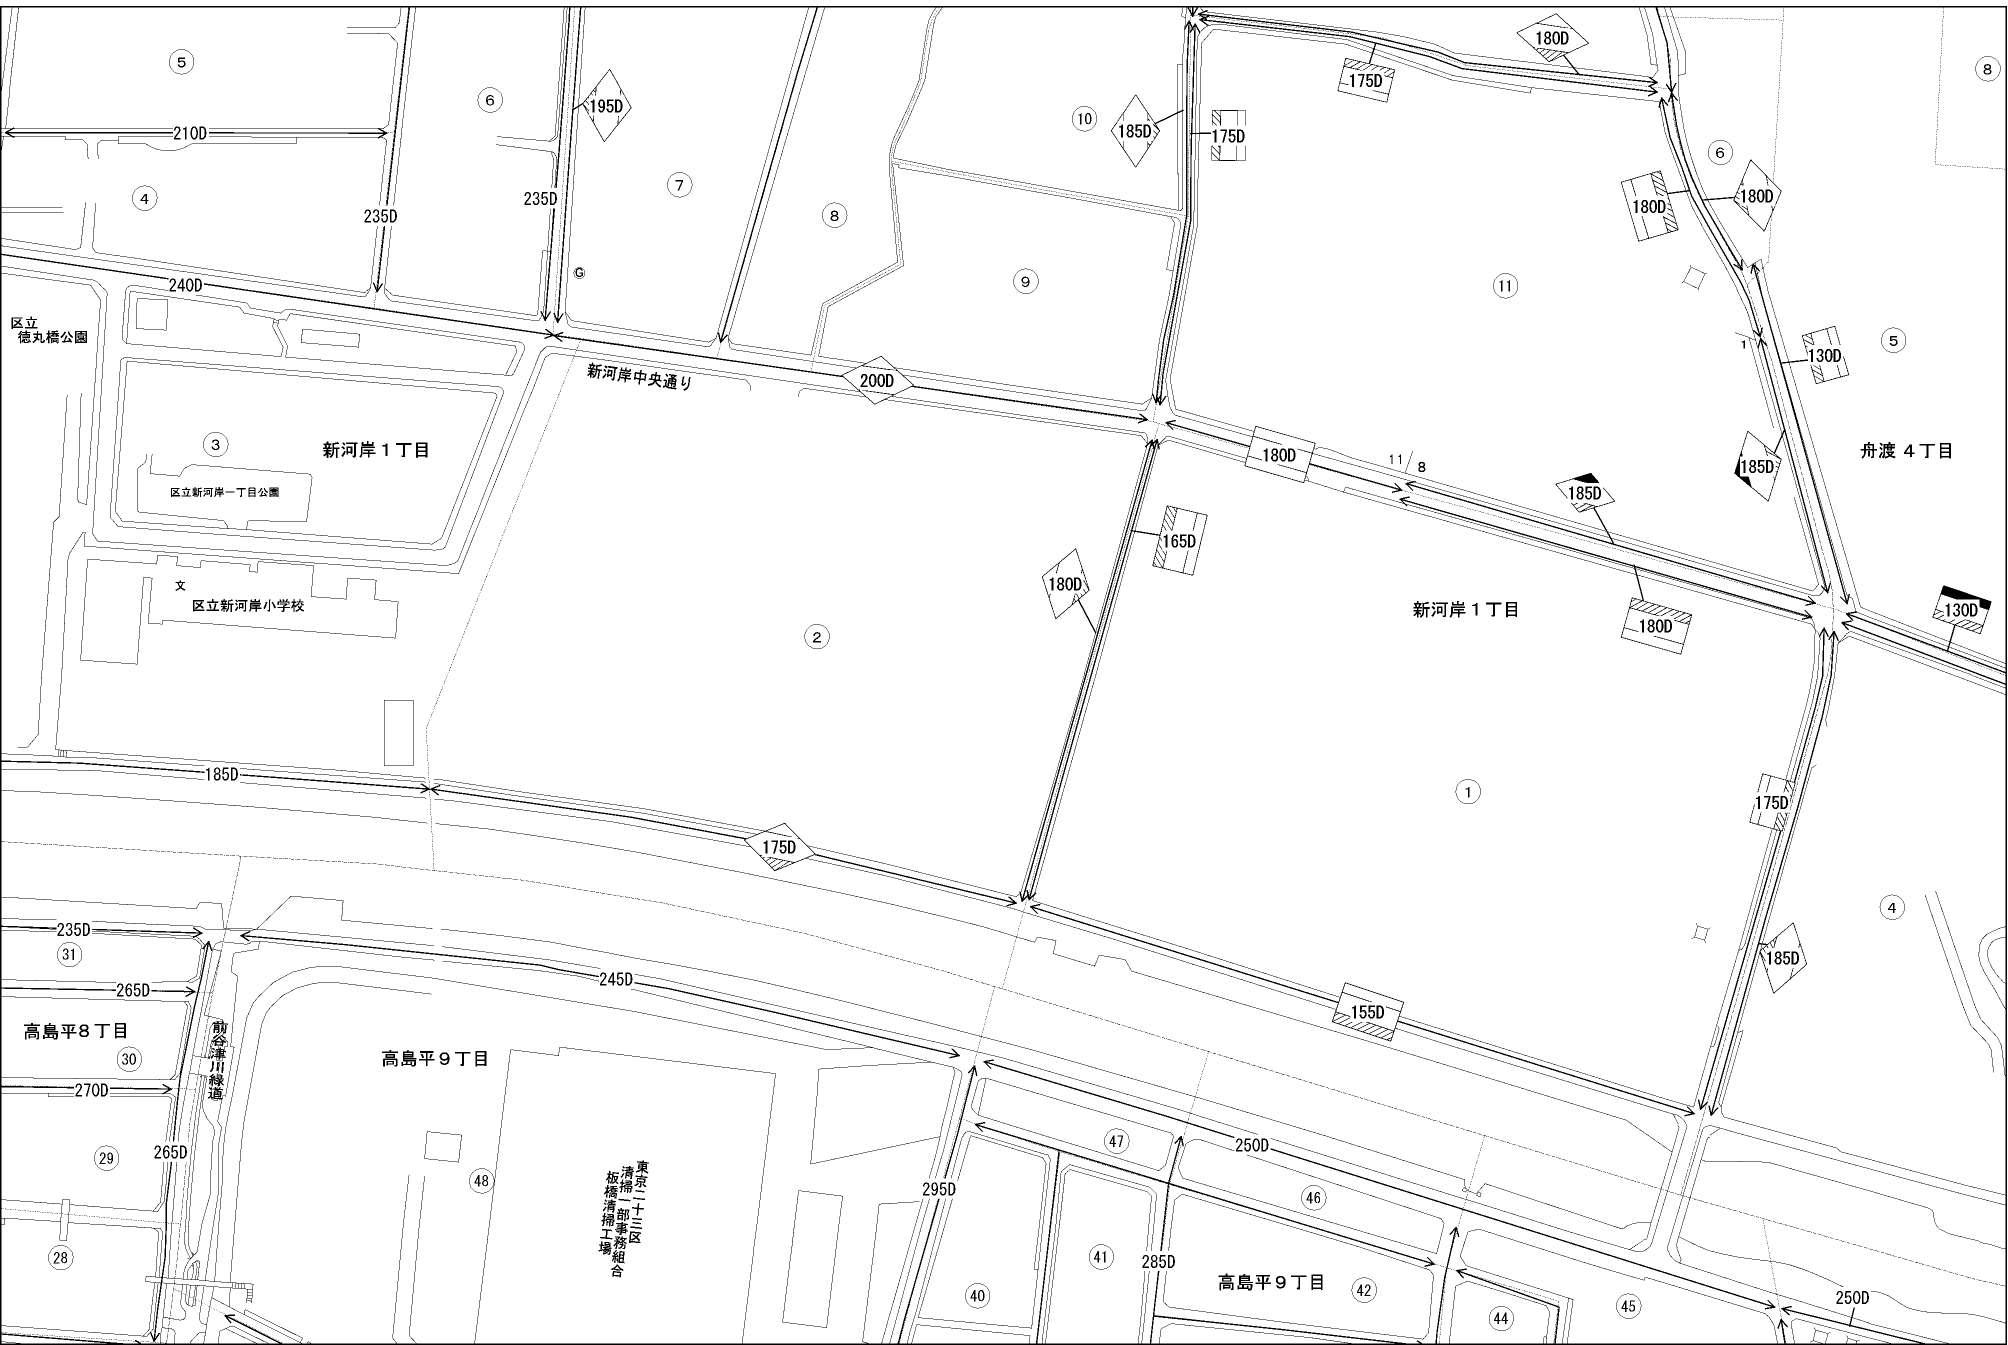 5
6
7
10
8
180D
175D
195D
185D
175D
210D
6
4
235D
235D
8
180D
180D
G
9
11
240D
区立
徳丸橋公園
新河岸中央通り
200D
1
130D
5
3
新河岸1丁目
180D
11
8
185D
185D
舟渡 4丁目
区立新河岸一丁目公園
165D
180D
文
区立新河岸小学校
2
新河岸1丁目
180D
130D
185D
175D
1
175D
235D
31
265D
245D
155D
185D
4
高島平8丁目
30
前谷津川緑道
高島平9丁目
270D
29
265D
48
東京二十三区
清掃一部事務組合
板橋清掃工場
295D
47
250D
46
28
41
285D
40
高島平9丁目
42
44
45
250D